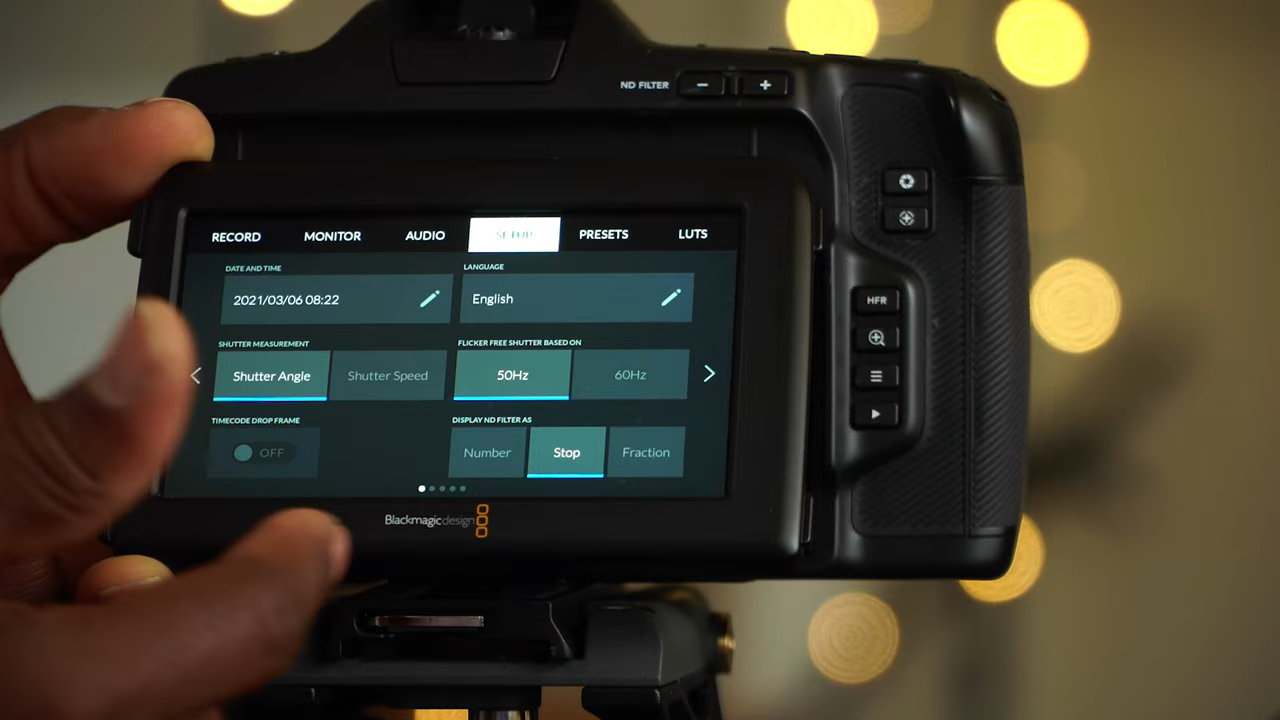 ND FILTER - +
RECORD MONITOR AUDIO SETUP PRESETS LUTS
DATE AND TIME LANGUAGE
2021/03/06 08:22 English
SHUTTER MEASUREMENT FLICKER FREE SHUTTER BASED ON
Shutter Angle Shutter Speed 50Hz 60Hz
TIMECODE DROP FRAME DISPLAY ND FILTER AS
OFF Number Stop Fraction
Blackmagicdesign
HFR